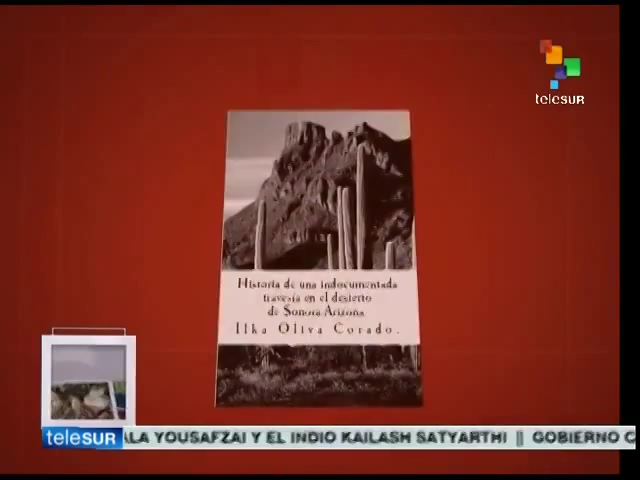 teleSUR
Historia de una indocumentada
travesía en el desierto
de Sonora Arizona
Ilka Oliva Corado.
teleSUR
ALA YOUSAFZAI Y EL INDIO KAILASH SATYARTHI || GOBIERNO